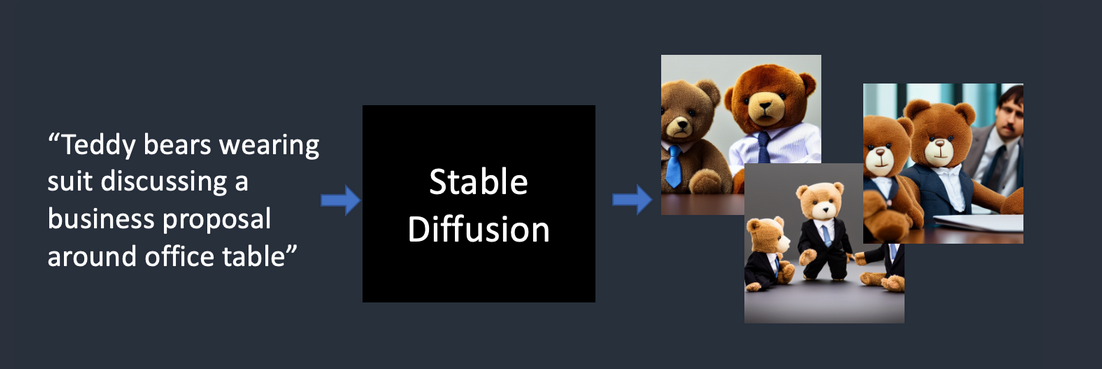 “Teddy bears wearing
suit discussing a
business proposal
around office table”
Stable
Diffusion